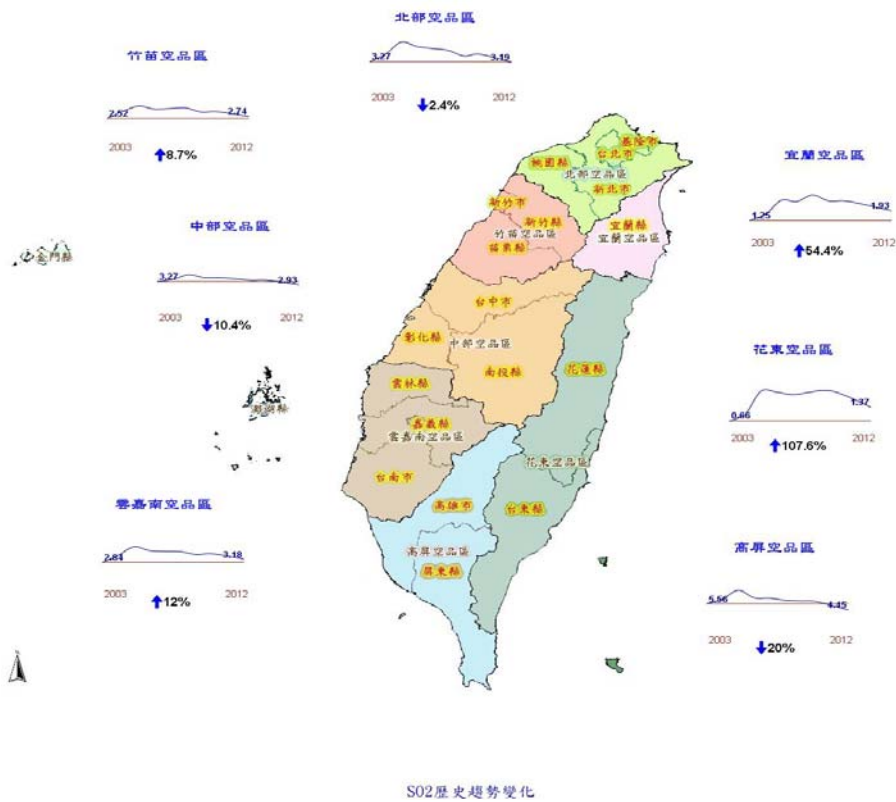 北部空品區
3.27
3.19
2003
2012
2.4%
竹苗空品區
2.52
2.74
2003
2012
8.7%
宜蘭空品區
1.25
1.93
2003
2012
54.4%
中部空品區
3.27
2.93
2003
2012
10.4%
花東空品區
0.66
1.37
2003
2012
107.6%
雲嘉南空品區
2.84
3.18
2003
2012
12%
高屏空品區
5.56
4.45
2003
2012
20%
基隆市
台北市
桃園縣
北部空品區
新北市
新竹市
新竹縣
竹苗空品區
苗栗縣
宜蘭縣
宜蘭空品區
金門縣
台中市
彰化縣
中部空品區
南投縣
花蓮縣
雲林縣
澎湖縣
嘉義縣
雲嘉南空品區
花東空品區
台南市
高雄市
台東縣
高屏空品區
屏東縣
SO2歷史趨勢變化